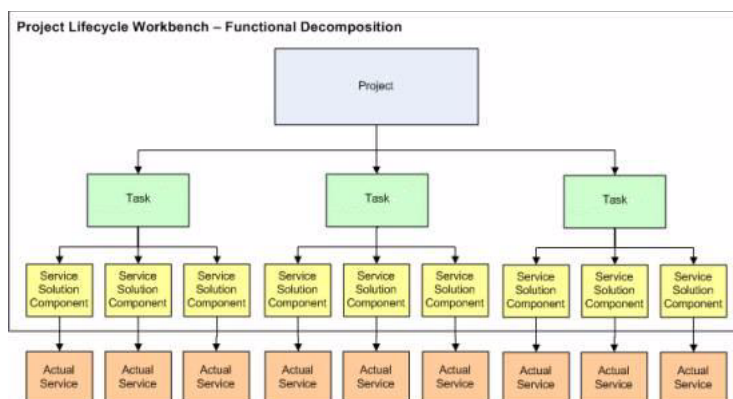 Project Lifecycle Workbench – Functional Decomposition
Project
Task
Task
Task
Service
Solution
Component
Service
Solution
Component
Service
Solution
Component
Service
Solution
Component
Service
Solution
Component
Service
Solution
Component
Service
Solution
Component
Service
Solution
Component
Service
Solution
Component
Actual
Service
Actual
Service
Actual
Service
Actual
Service
Actual
Service
Actual
Service
Actual
Service
Actual
Service
Actual
Service